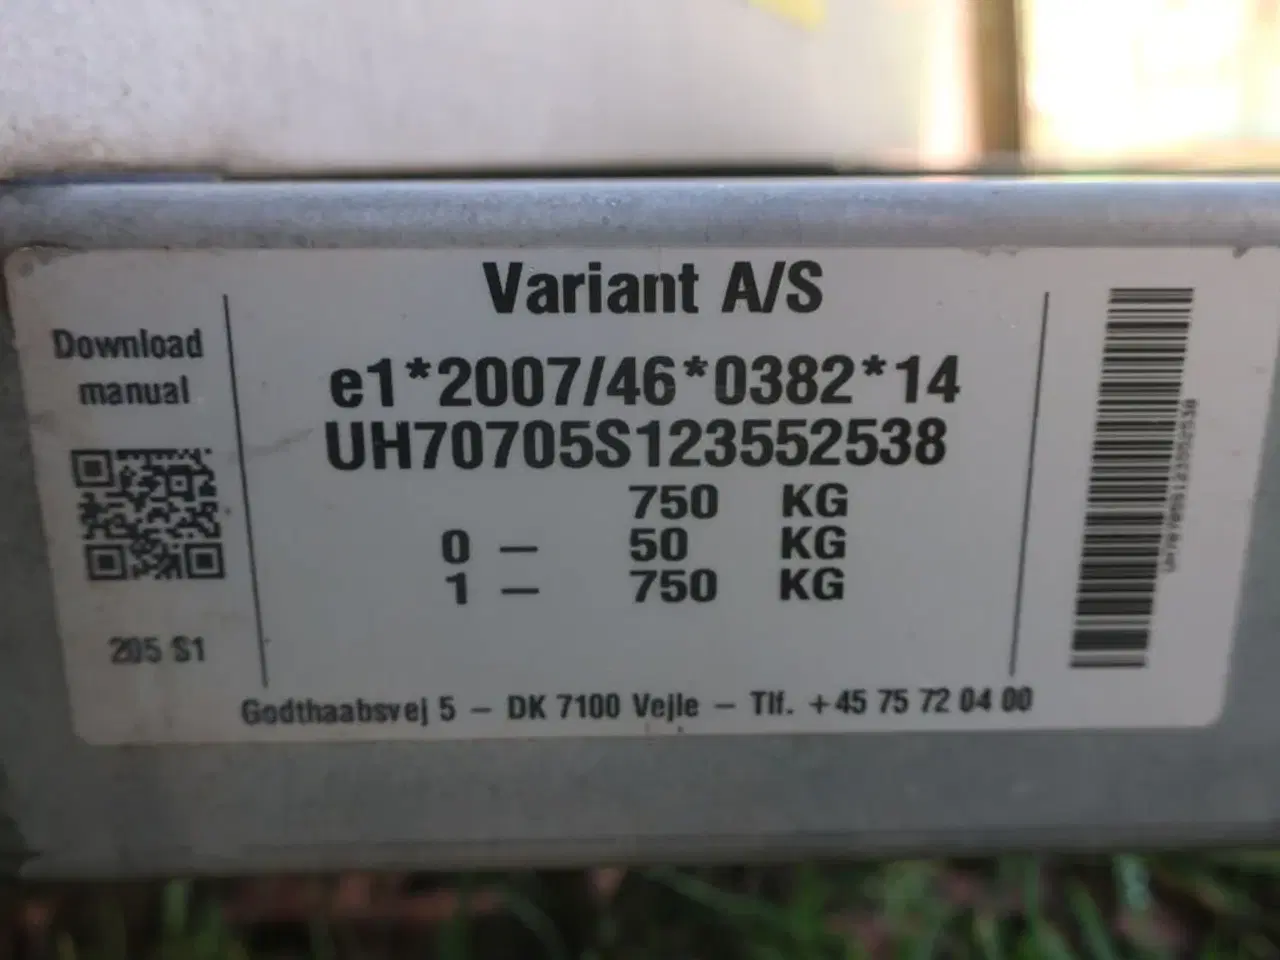 Variant A/S
Download
manual
e1*2007/46*0382*14
UH70705S123552538
750 KG
0 – 50 KG
1 – 750 KG
205 S1
Godthaabsvej 5 – DK 7100 Vejle – Tlf. +45 75 72 04 00
UH70705S123552538